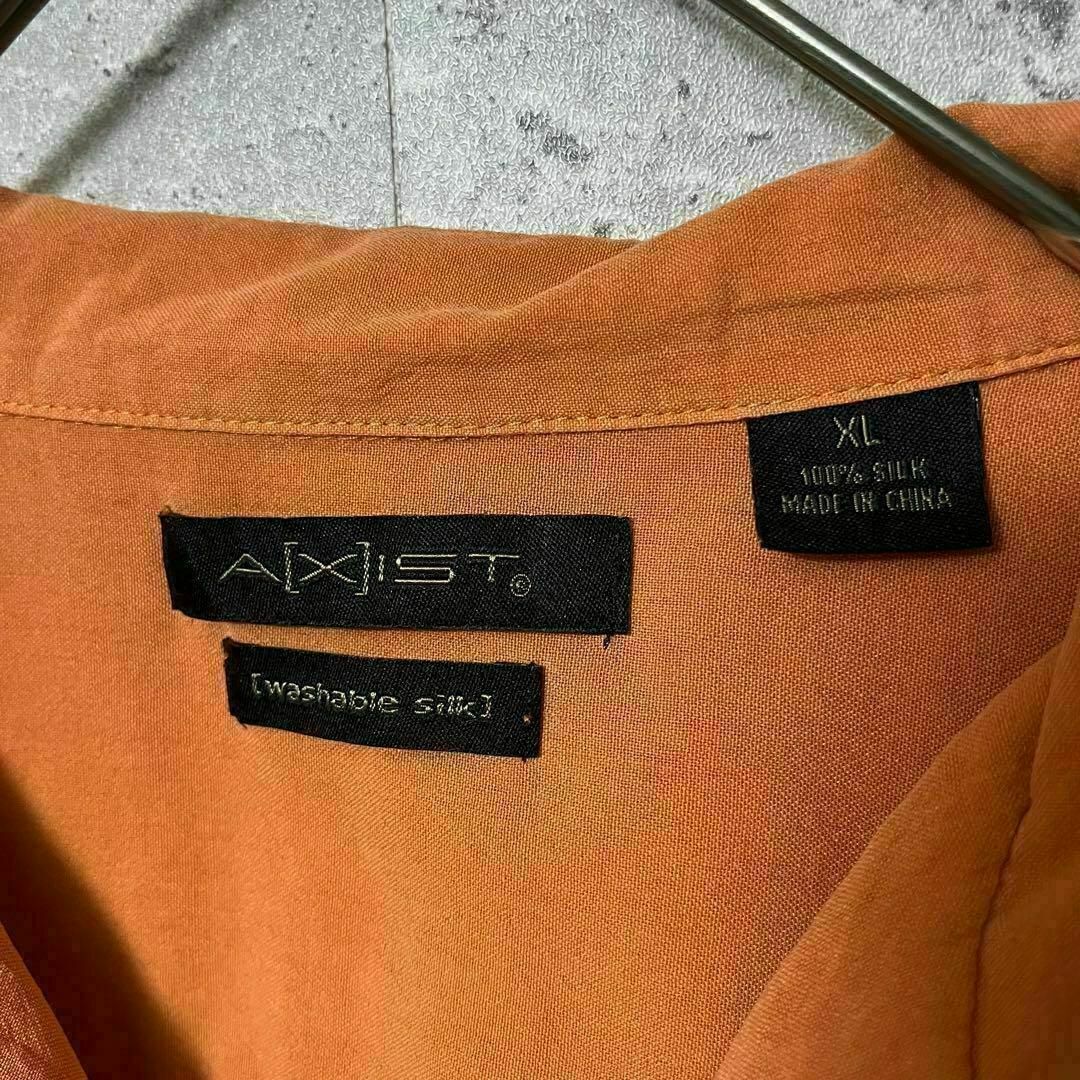 XL
100% SILK
MADE IN CHINA
A[X]IST®
[washable silk]